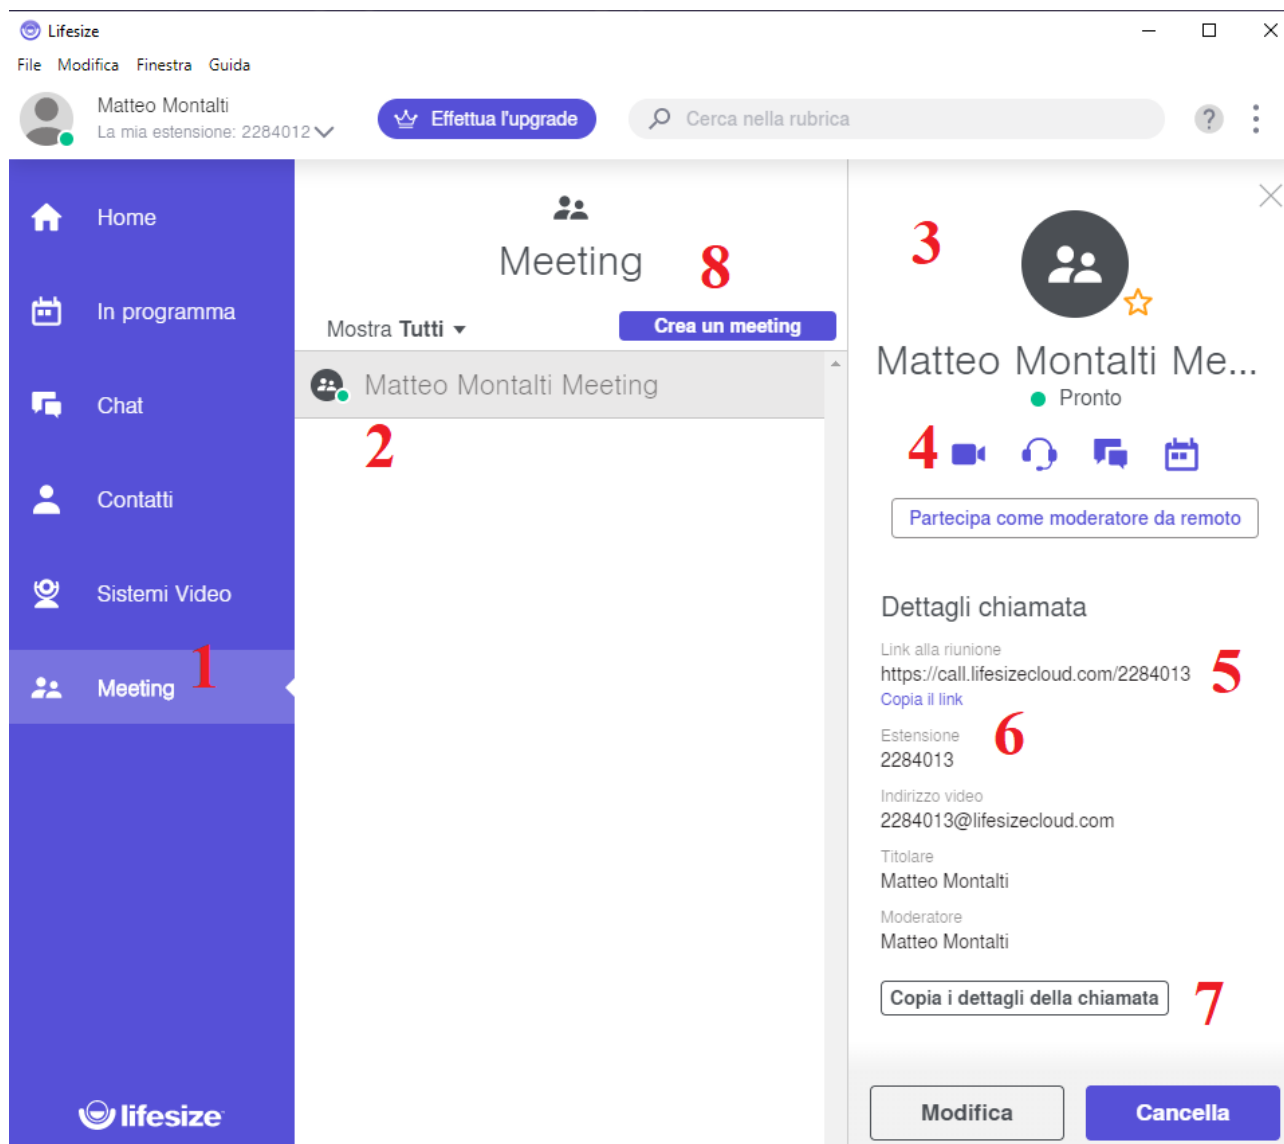 Lifesize
File Modifica Finestra Guida
Matteo Montalti
La mia estensione: 2284012
Effettua l'upgrade
Cerca nella rubrica
?
Home
In programma
Chat
Contatti
Sistemi Video
Meeting 1
lifesize
Meeting 8
Mostra Tutti
Crea un meeting
Matteo Montalti Meeting
2
3
Matteo Montalti Me...
Pronto
4
Partecipa come moderatore da remoto
Dettagli chiamata
Link alla riunione
https://call.lifesizecloud.com/2284013 5
Copia il link
Estensione 6
2284013
Indirizzo video
2284013@lifesizecloud.com
Titolare
Matteo Montalti
Moderatore
Matteo Montalti
Copia i dettagli della chiamata 7
Modifica
Cancella